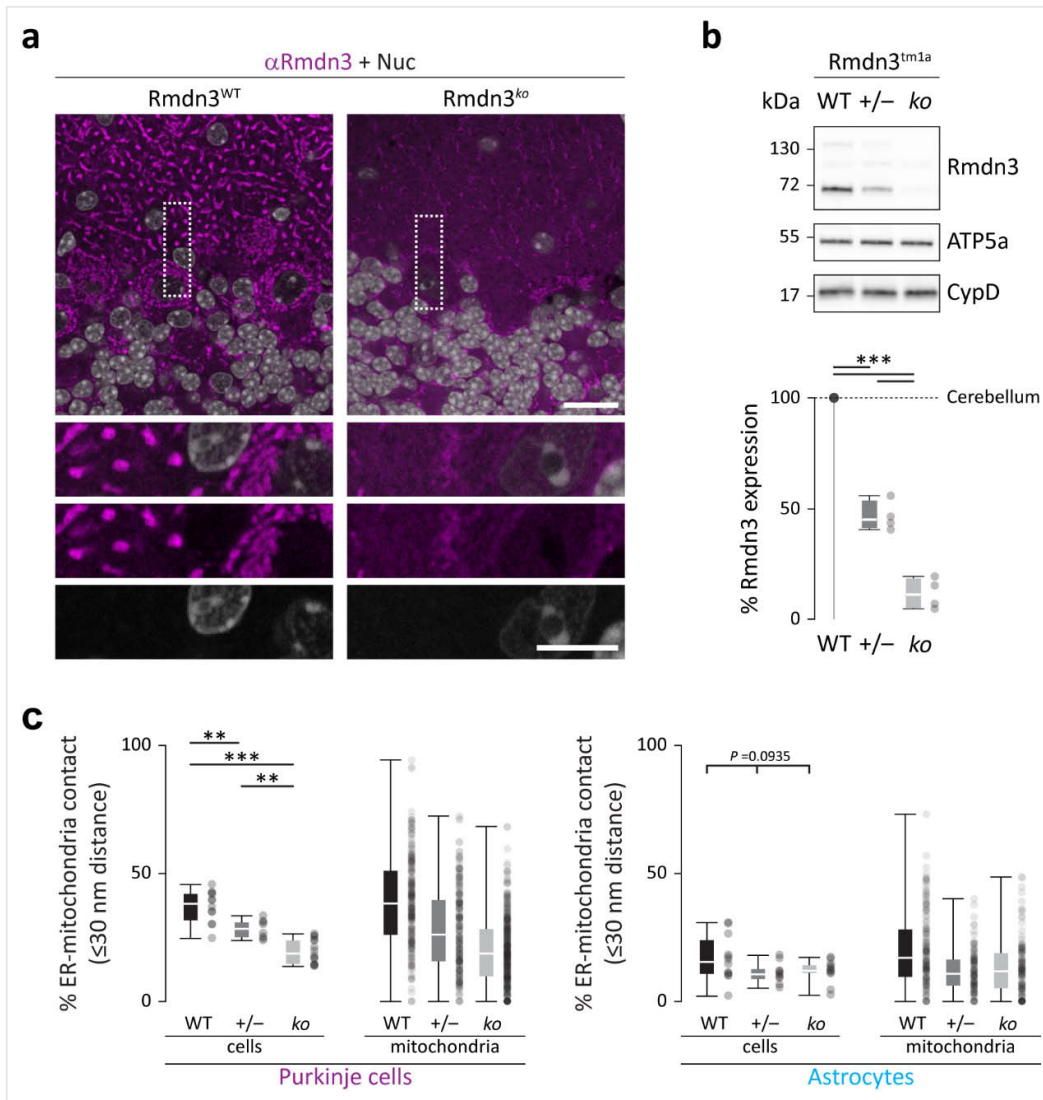 a
αRmdn3 + Nuc
Rmdn3WT
Rmdn3ko
b
Rmdn3tm1a
kDa WT +/– ko
130
72
Rmdn3
55
ATP5a
17
CypD
***
100
Cerebellum
50
0
% Rmdn3 expression
WT +/– ko
c
% ER-mitochondria contact
(≤30 nm distance)
100
50
0
**
***
**
WT +/– ko
cells
WT +/– ko
mitochondria
Purkinje cells
% ER-mitochondria contact
(≤30 nm distance)
100
50
0
P =0.0935
WT +/– ko
cells
WT +/– ko
mitochondria
Astrocytes